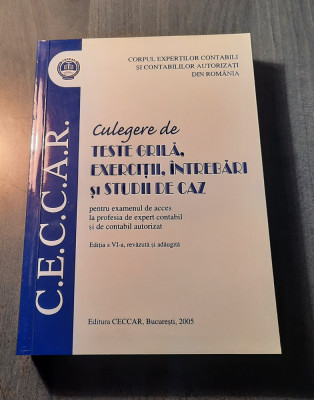 CORPUL EXPERȚILOR CONTABILI
ȘI CONTABILILOR AUTORIZAȚI
DIN ROMÂNIA
C.E.C.C.A.R.
Culegere de
TESTE GRILĂ,
EXERCIȚII, ÎNTREBĂRI
și STUDII DE CAZ
pentru examenul de acces
la profesia de expert contabil
și de contabil autorizat
Ediția a VI-a, revăzută și adăugită
Editura CECCAR, București, 2005